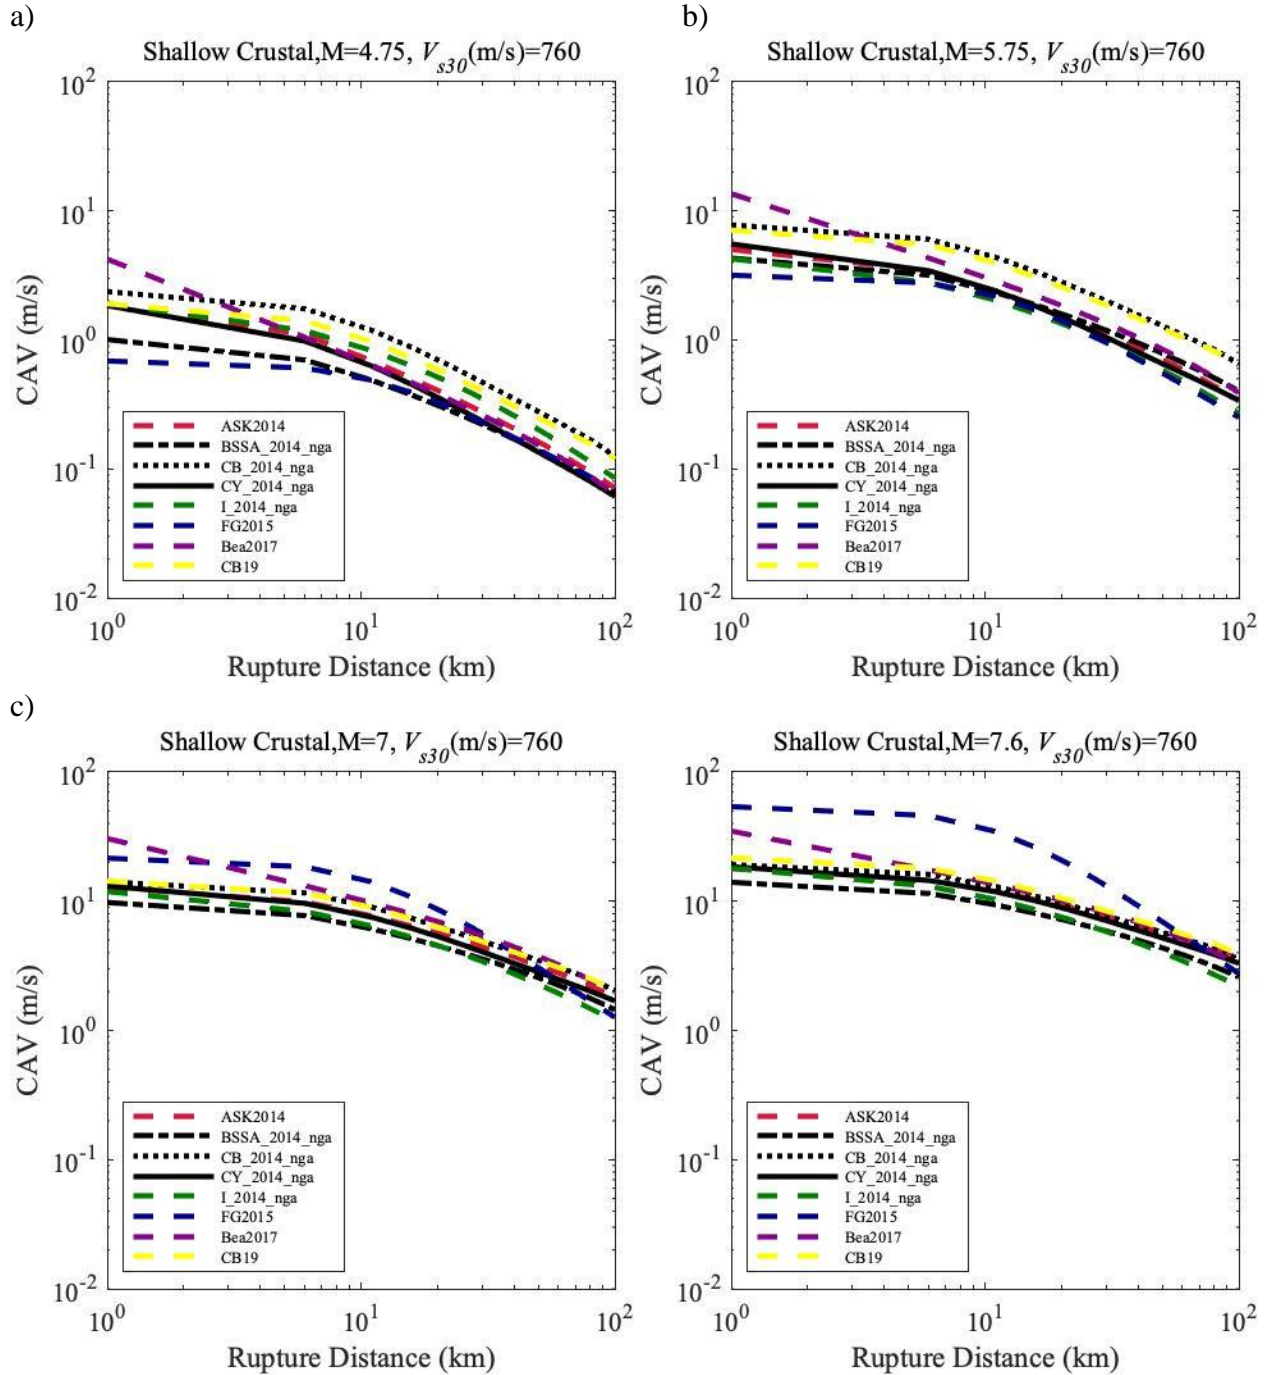 a)
Shallow Crustal,M=4.75, V_s30(m/s)=760
10^2
10^1
10^0
10^-1
10^-2
CAV (m/s)
ASK2014
BSSA_2014_nga
CB_2014_nga
CY_2014_nga
I_2014_nga
FG2015
Bea2017
CB19
10^0 10^1 10^2
Rupture Distance (km)
b)
Shallow Crustal,M=5.75, V_s30(m/s)=760
10^2
10^1
10^0
10^-1
10^-2
CAV (m/s)
ASK2014
BSSA_2014_nga
CB_2014_nga
CY_2014_nga
I_2014_nga
FG2015
Bea2017
CB19
10^0 10^1 10^2
Rupture Distance (km)
c)
Shallow Crustal,M=7, V_s30(m/s)=760
10^2
10^1
10^0
10^-1
10^-2
CAV (m/s)
ASK2014
BSSA_2014_nga
CB_2014_nga
CY_2014_nga
I_2014_nga
FG2015
Bea2017
CB19
10^0 10^1 10^2
Rupture Distance (km)
Shallow Crustal,M=7.6, V_s30(m/s)=760
10^2
10^1
10^0
10^-1
10^-2
CAV (m/s)
ASK2014
BSSA_2014_nga
CB_2014_nga
CY_2014_nga
I_2014_nga
FG2015
Bea2017
CB19
10^0 10^1 10^2
Rupture Distance (km)